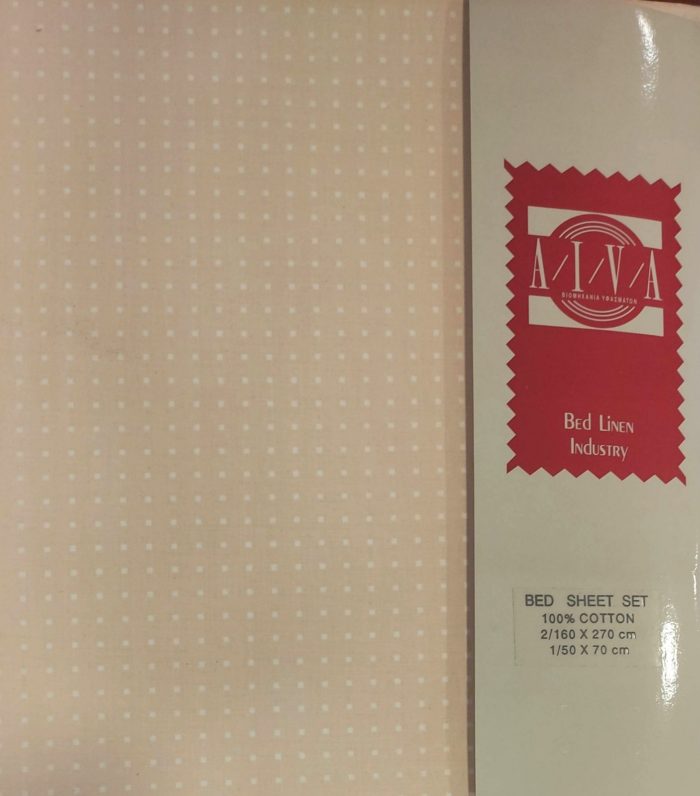 A/I/V/A
ΒΙΟΜΗΧΑΝΙΑ ΥΦΑΣΜΑΤΩΝ
Bed Linen
Industry
BED SHEET SET
100% COTTON
2/160 X 270 cm
1/50 X 70 cm